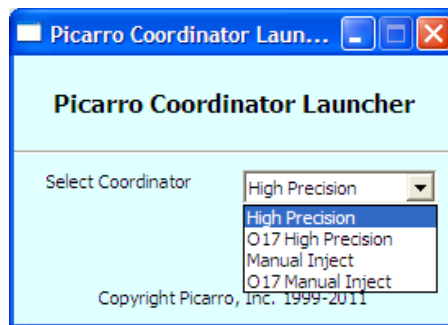 Picarro Coordinator Laun...
Picarro Coordinator Launcher
Select Coordinator
High Precision
High Precision
O17 High Precision
Manual Inject
O17 Manual Inject
Copyright Picarro, Inc. 1999-2011